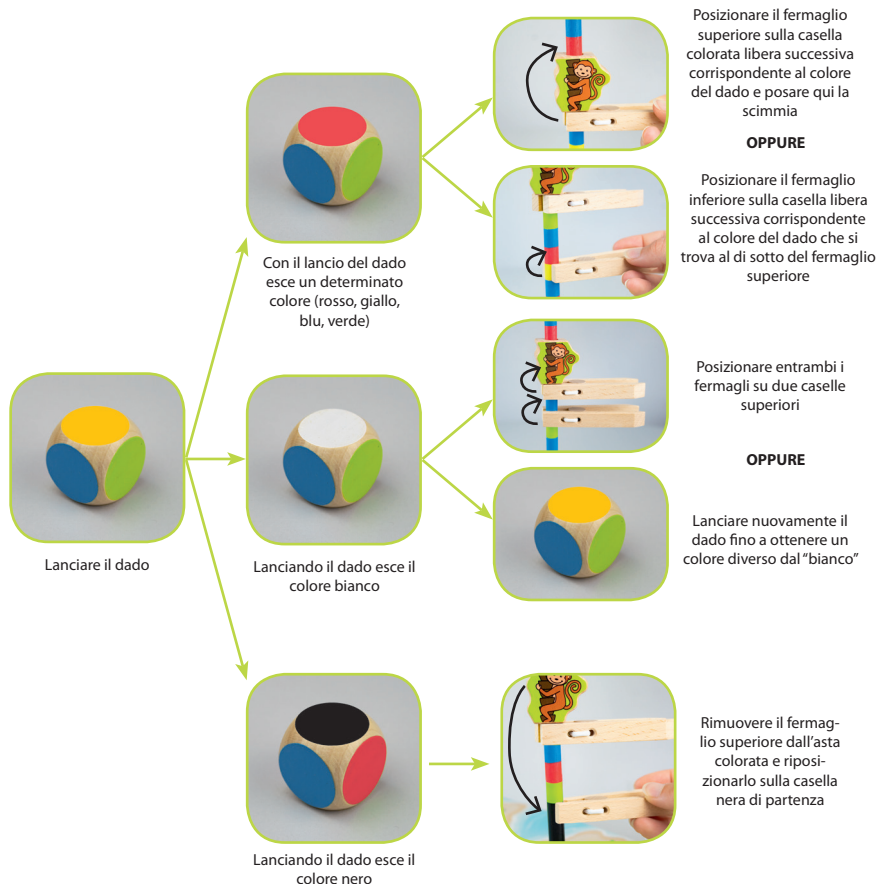 Posizionare il fermaglio
superiore sulla casella
colorata libera successiva
corrispondente al colore
del dado e posare qui la
scimmia
OPPURE
Posizionare il fermaglio
inferiore sulla casella libera
successiva corrispondente
al colore del dado che si
trova al di sotto del fermaglio
superiore
Con il lancio del dado
esce un determinato
colore (rosso, giallo,
blu, verde)
Posizionare entrambi i
fermagli su due caselle
superiori
OPPURE
Lanciare nuovamente il
dado fino a ottenere un
colore diverso dal “bianco”
Lanciare il dado
Lanciando il dado esce il
colore bianco
Rimuovere il fermag-
lio superiore dall’asta
colorata e riposi-
zionarlo sulla casella
nera di partenza
Lanciando il dado esce il
colore nero